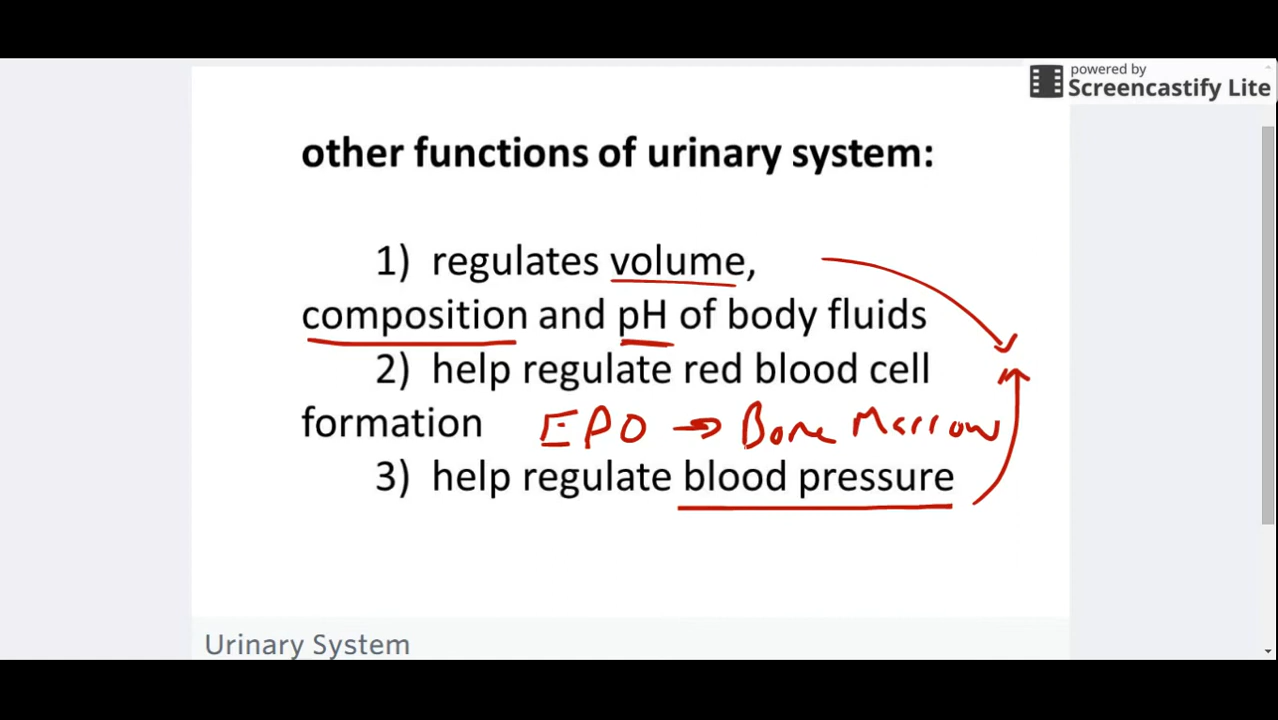 powered by
Screencastify Lite
other functions of urinary system:
1) regulates volume,
composition and pH of body fluids
2) help regulate red blood cell
formation EPO → Bone Marrow
3) help regulate blood pressure
Urinary System